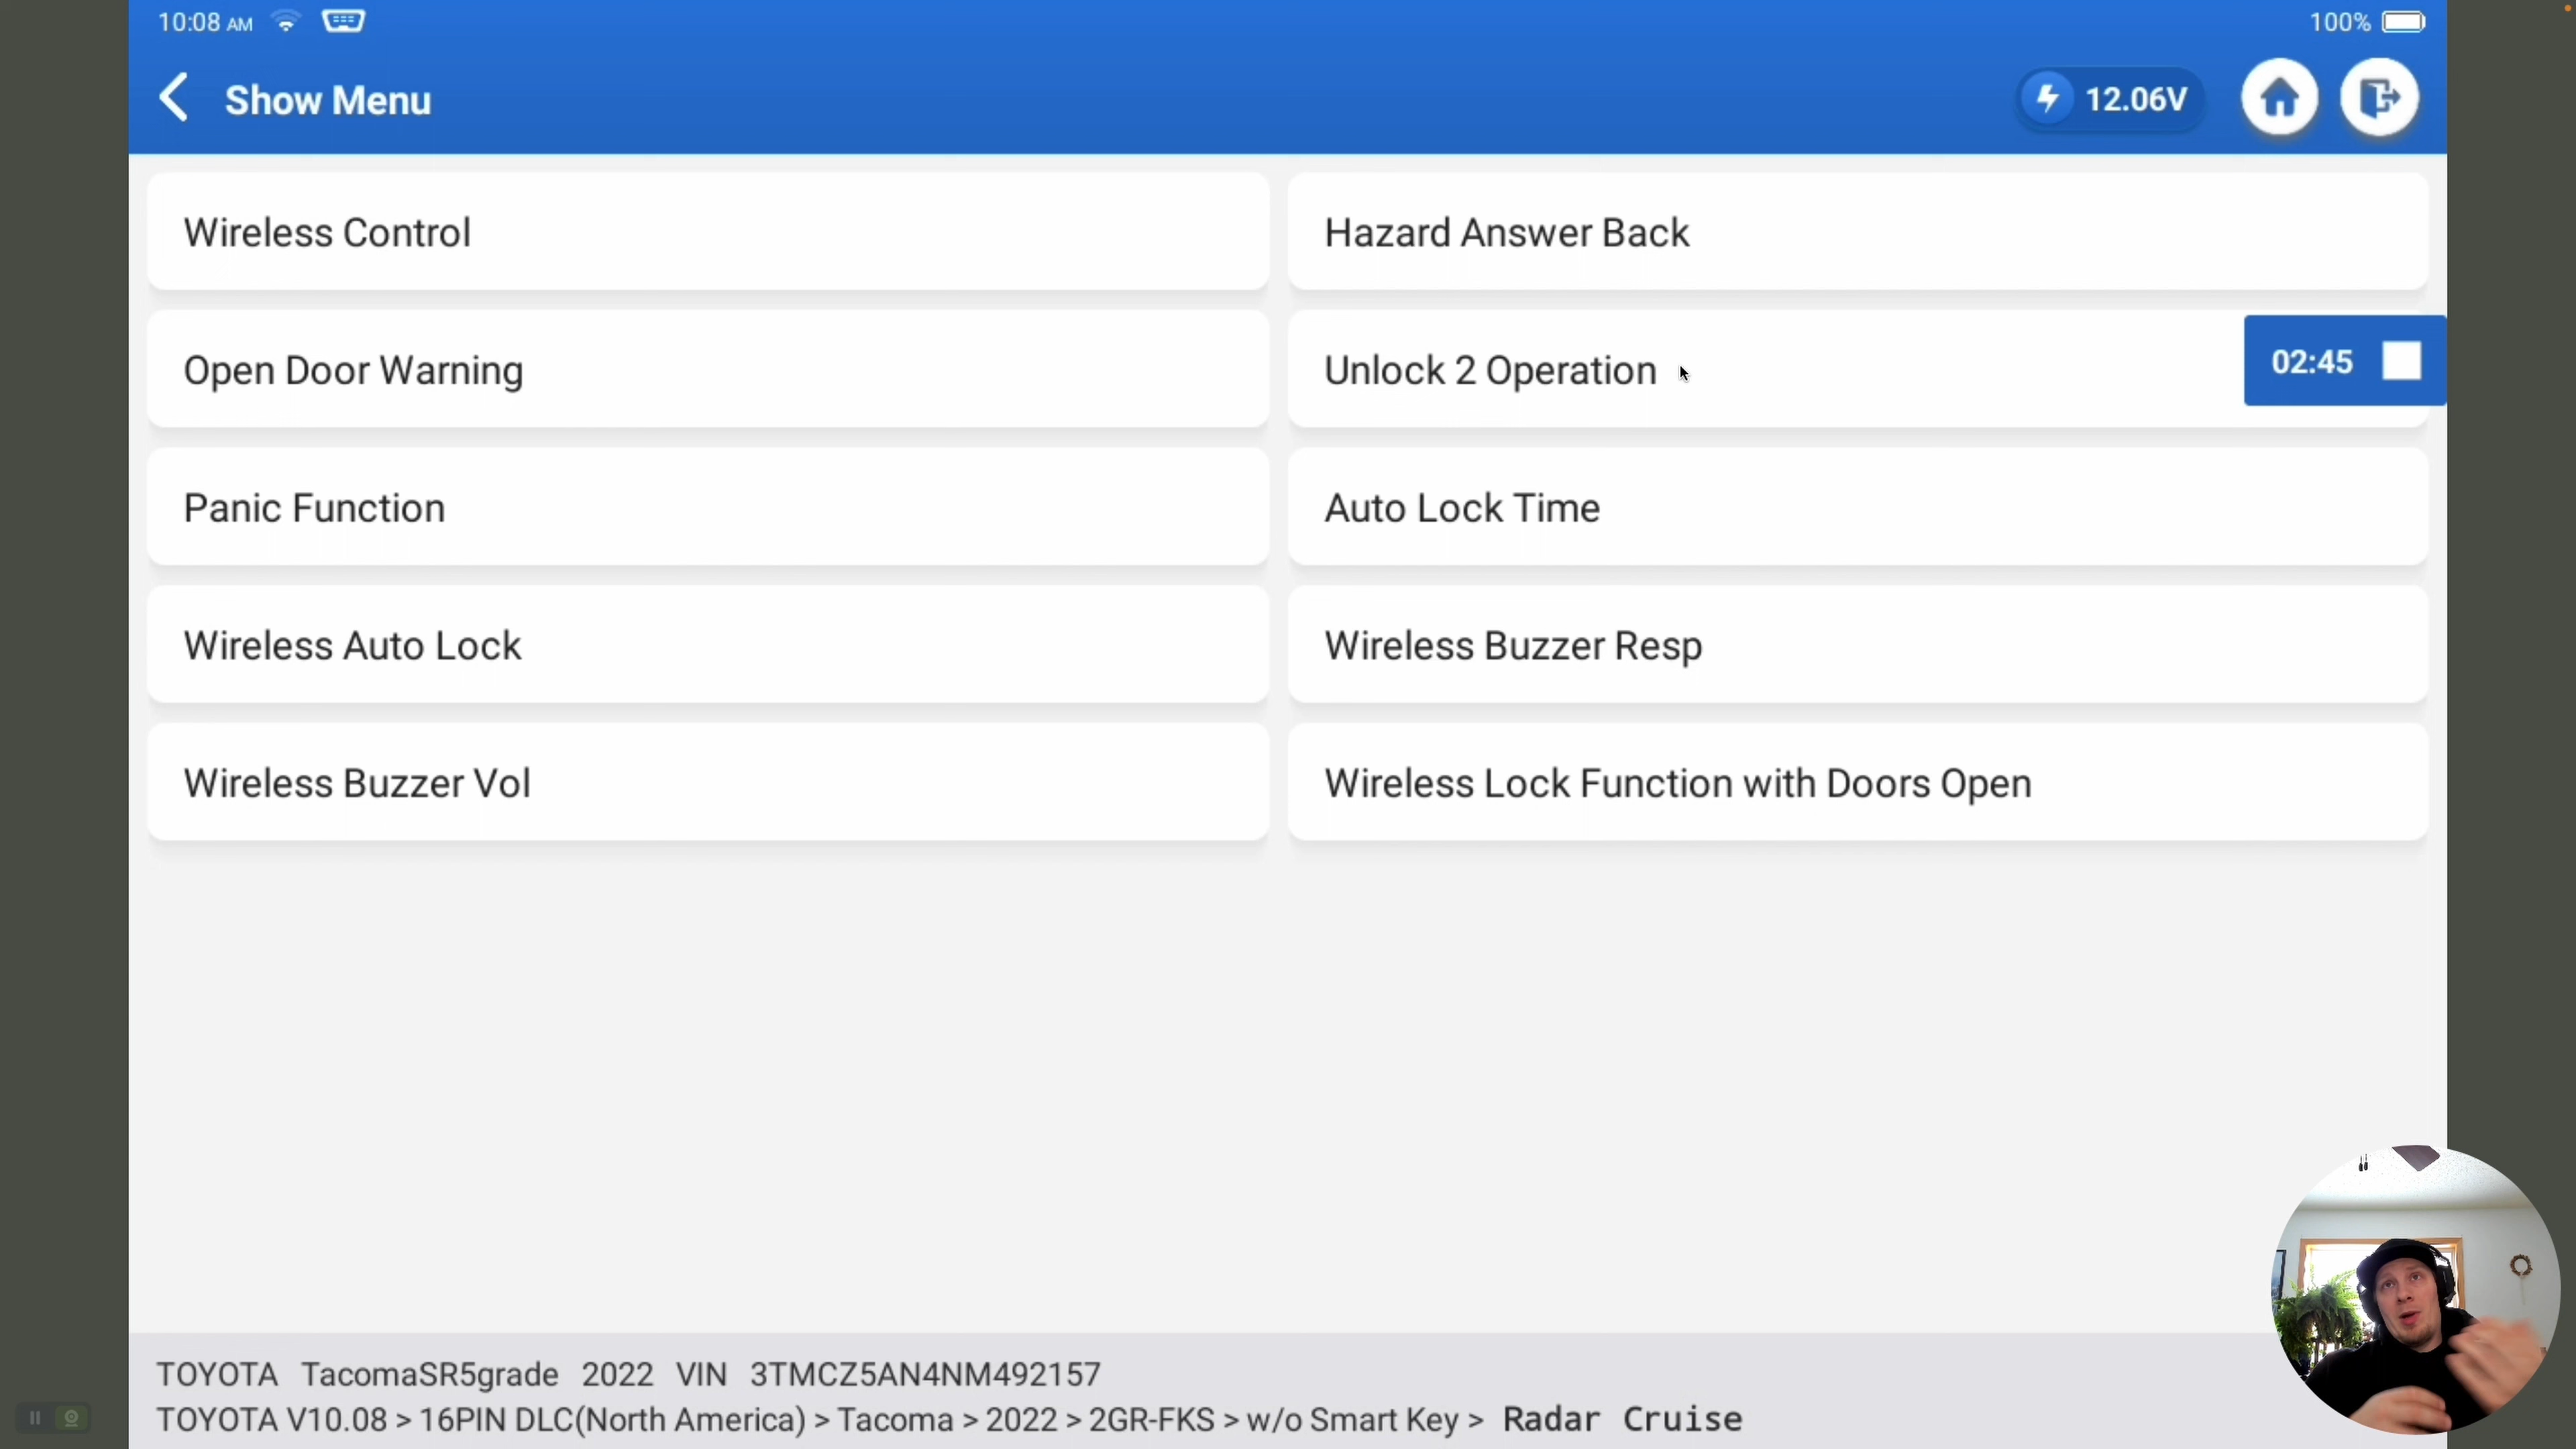 10:08 AM
100%
Show Menu
12.06V
Wireless Control
Hazard Answer Back
Open Door Warning
Unlock 2 Operation
02:45
Panic Function
Auto Lock Time
Wireless Auto Lock
Wireless Buzzer Resp
Wireless Buzzer Vol
Wireless Lock Function with Doors Open
TOYOTA TacomaSR5grade 2022 VIN 3TMCZ5AN4NM492157
TOYOTA V10.08 > 16PIN DLC(North America) > Tacoma > 2022 > 2GR-FKS > w/o Smart Key > Radar Cruise